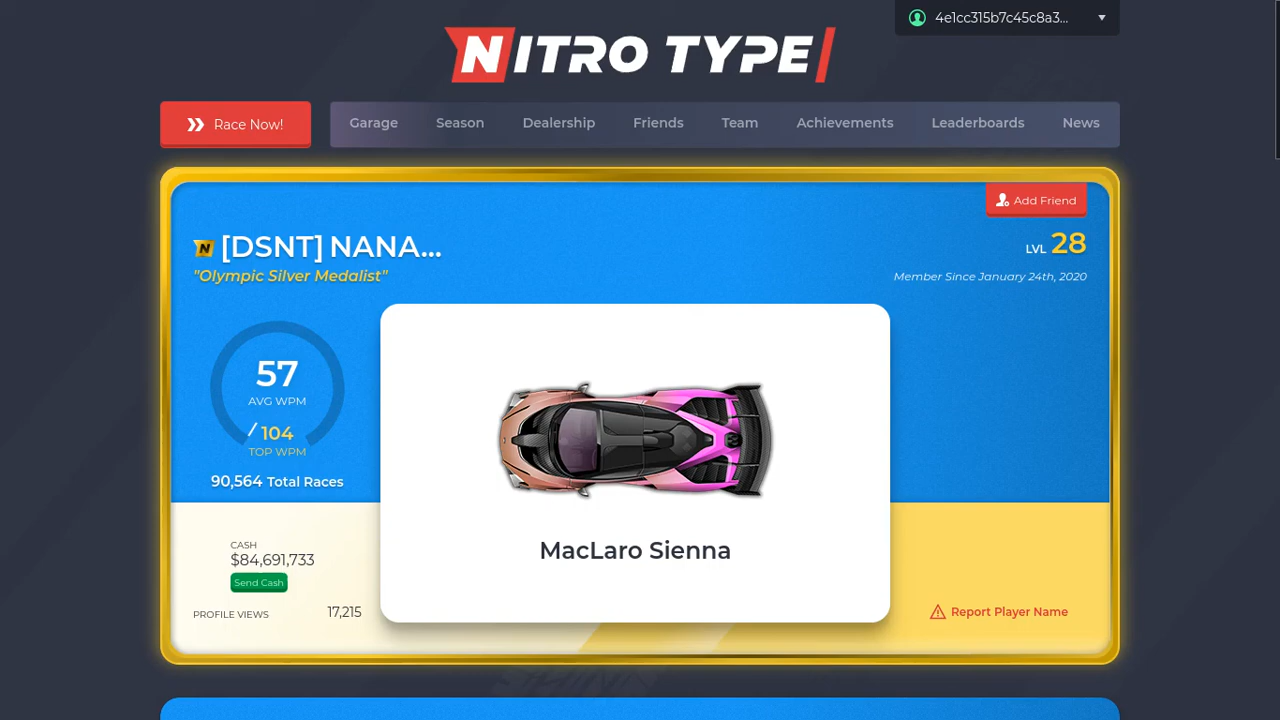 4e1cc315b7c45c8a3...
NITRO TYPE
Race Now!
Garage Season Dealership Friends Team Achievements Leaderboards News
Add Friend
N [DSNT] NANA...
LVL 28
"Olympic Silver Medalist"
Member Since January 24th, 2020
57
AVG WPM
/ 104
TOP WPM
90,564 Total Races
MacLaro Sienna
CASH
$84,691,733
Send Cash
PROFILE VIEWS 17,215
Report Player Name